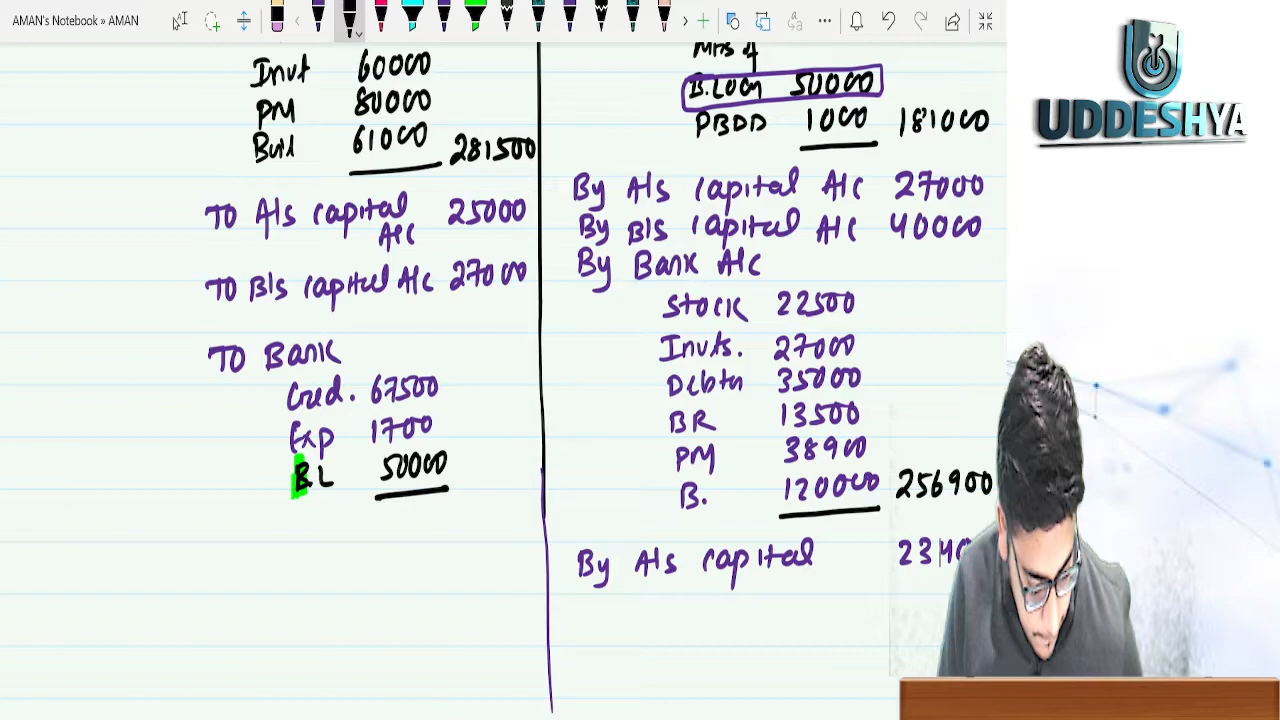 AMAN's Notebook » AMAN
UDDESHYA
Invt 60000
PM 80000
Buil 61000 281500
To A's capital A/c 25000
To B's capital A/c 27000
To Bank
Cred. 67500
Exp 1700
BL 50000
B.Loan 50000
PBDD 1000 181000
By A's capital A/c 27000
By B's capital A/c 40000
By Bank A/c
Stock 22500
Invts. 27000
Debtn 35000
BR 13500
PM 38900
B. 120000 256900
By A's capital